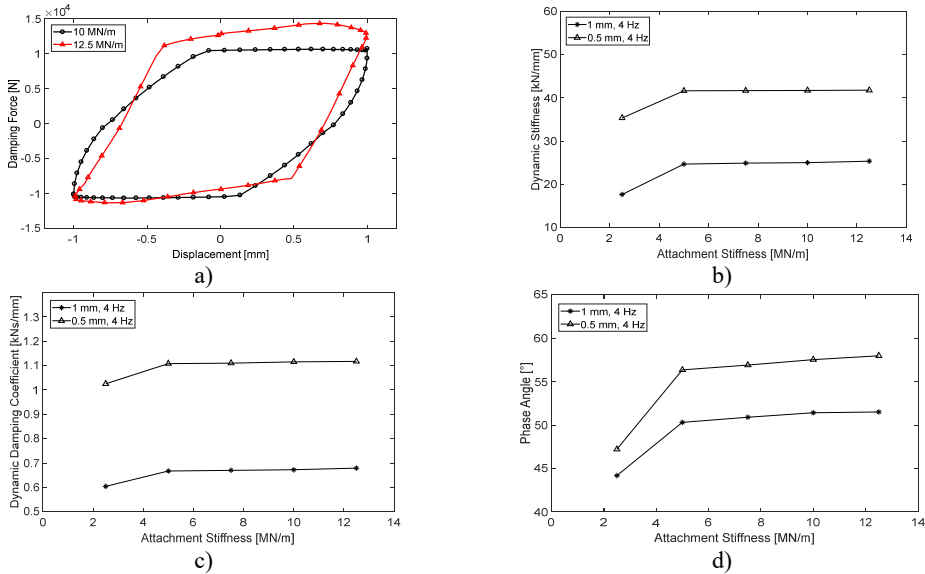 ×10⁴
1.5
1
0.5
0
-0.5
-1
-1.5
-1
-0.5
0
0.5
1
Damping Force [N]
Displacement [mm]
10 MN/m
12.5 MN/m
a)
60
50
40
30
20
10
0
2
4
6
8
10
12
14
Dynamic Stiffness [kN/mm]
Attachment Stiffness [MN/m]
1 mm, 4 Hz
0.5 mm, 4 Hz
b)
1.3
1.2
1.1
1
0.9
0.8
0.7
0.6
0.5
0
2
4
6
8
10
12
14
Dynamic Damping Coefficient [kNs/mm]
Attachment Stiffness [MN/m]
1 mm, 4 Hz
0.5 mm, 4 Hz
c)
65
60
55
50
45
40
0
2
4
6
8
10
12
14
Phase Angle [°]
Attachment Stiffness [MN/m]
1 mm, 4 Hz
0.5 mm, 4 Hz
d)